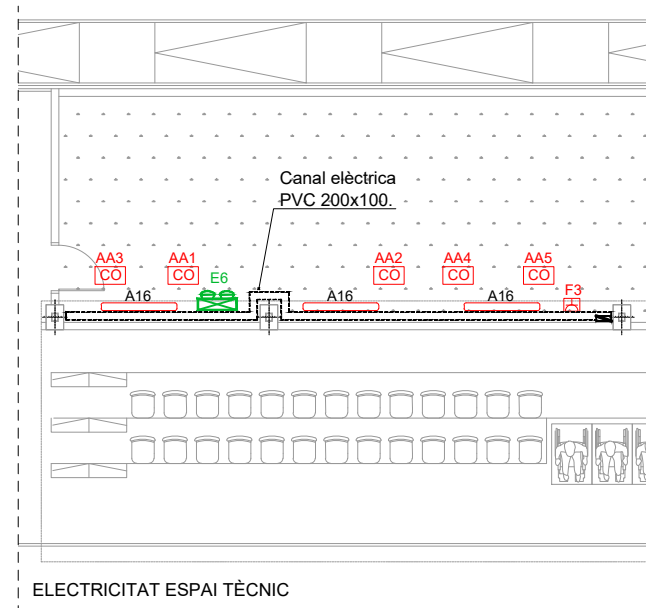 Canal elèctrica
PVC 200x100.
AA3
AA1
AA2
AA4
AA5
CO
CO
E6
CO
CO
CO
A16
A16
A16
F3
ELECTRICITAT ESPAI TÈCNIC